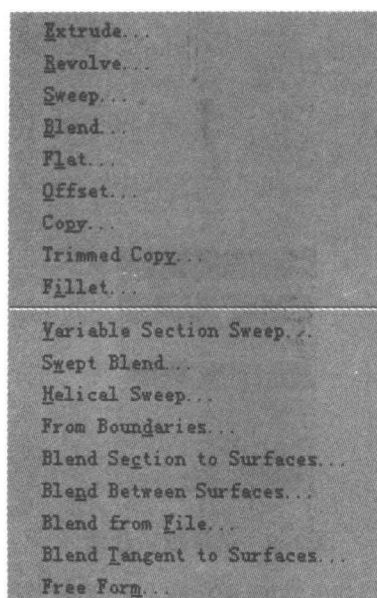 Extrude...
Revolve...
Sweep...
Blend...
Flat...
Offset...
Copy...
Trimmed Copy...
Fillet...
Variable Section Sweep...
Swept Blend...
Helical Sweep...
From Boundaries...
Blend Section to Surfaces...
Blend Between Surfaces...
Blend from File...
Blend Tangent to Surfaces...
Free Form...